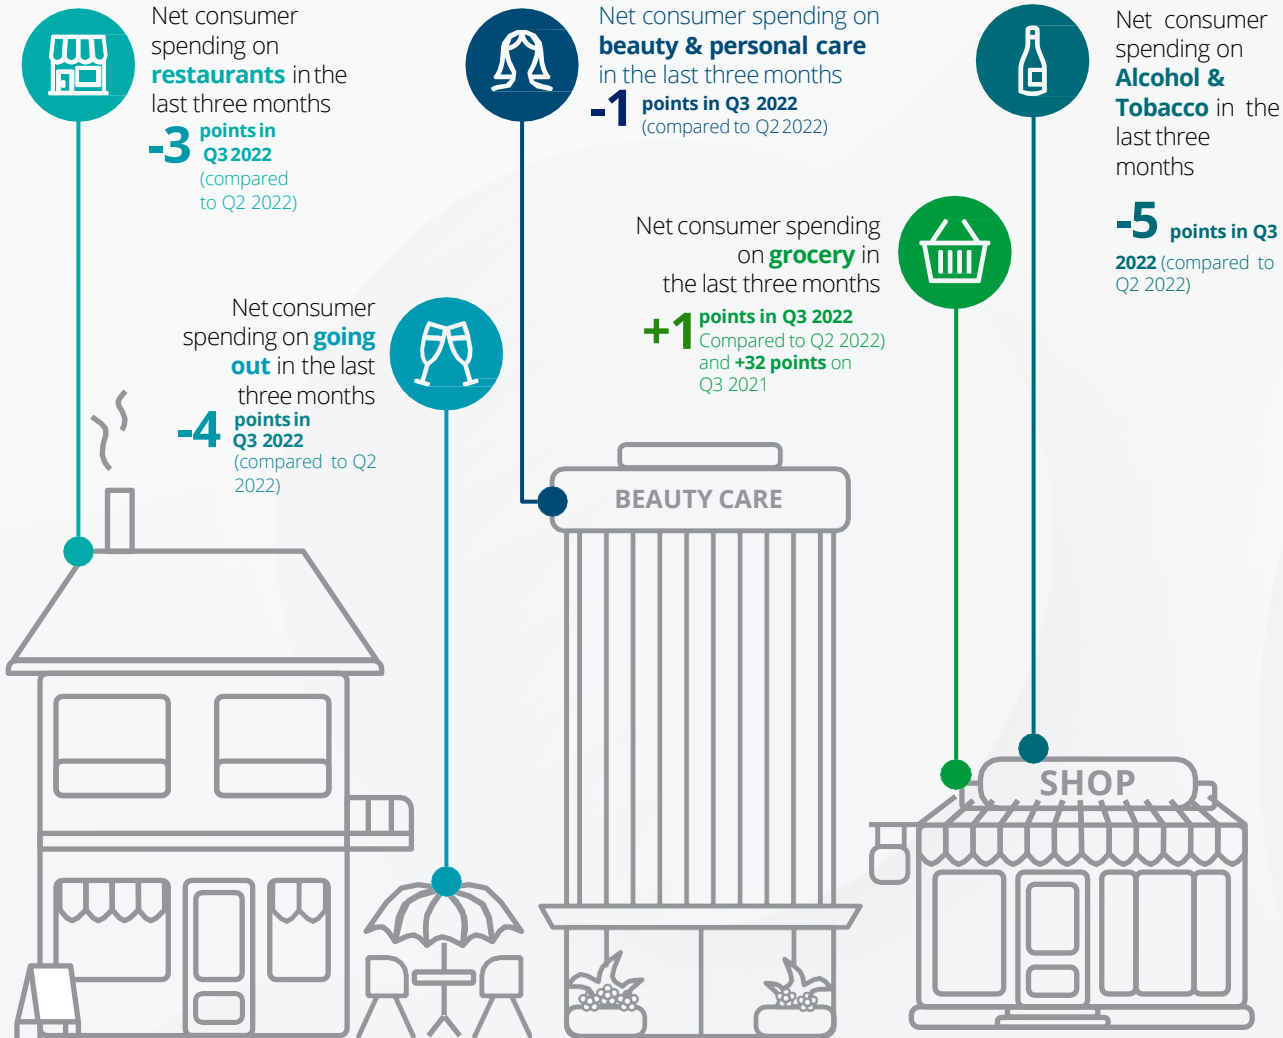 Net consumer
spending on
restaurants in the
last three months
-3 points in
Q3 2022
(compared
to Q2 2022)
Net consumer spending on
beauty & personal care
in the last three months
-1 points in Q3 2022
(compared to Q2 2022)
Net consumer
spending on
Alcohol &
Tobacco in the
last three
months
-5 points in Q3
2022 (compared to
Q2 2022)
Net consumer spending
on grocery in
the last three months
+1 points in Q3 2022
Compared to Q2 2022)
and +32 points on
Q3 2021
Net consumer
spending on going
out in the last
three months
-4 points in
Q3 2022
(compared to Q2
2022)
BEAUTY CARE
SHOP